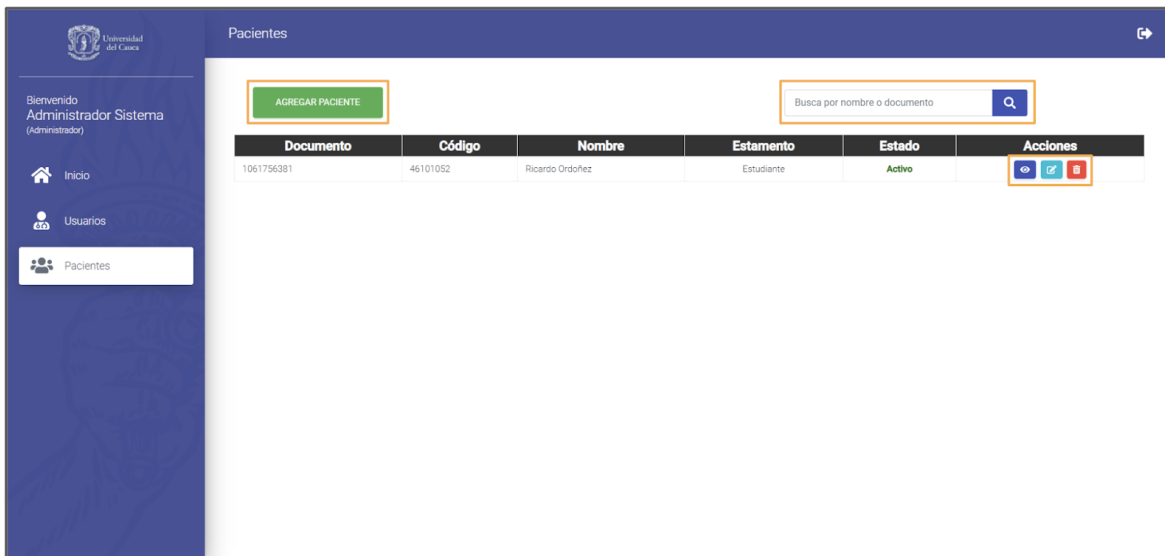 Universidad
del Cauca
Pacientes
Bienvenido
Administrador Sistema
(Administrador)
Inicio
Usuarios
Pacientes
AGREGAR PACIENTE
Busca por nombre o documento
Documento Código Nombre Estamento Estado Acciones
1061756381 46101052 Ricardo Ordoñez Estudiante Activo